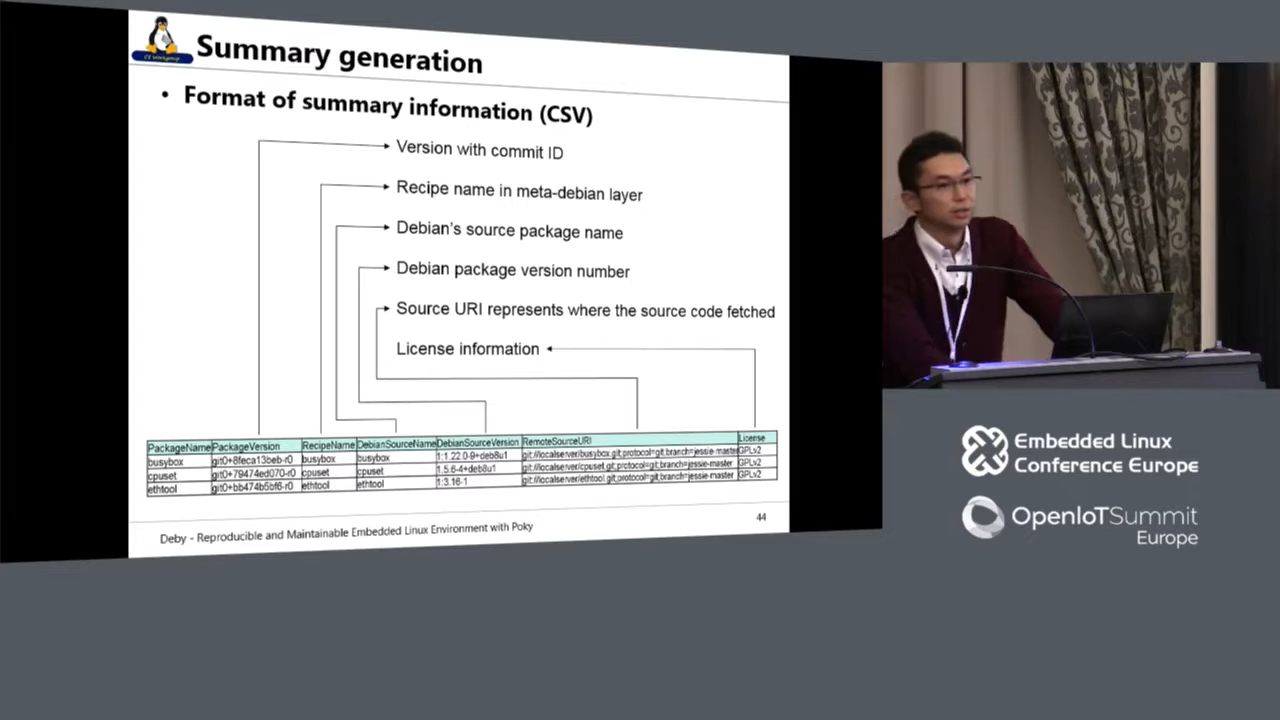 Summary generation
• Format of summary information (CSV)
Version with commit ID
Recipe name in meta-debian layer
Debian's source package name
Debian package version number
Source URI represents where the source code fetched
License information
PackageName PackageVersion RecipeName DebianSourceName DebianSourceVersion RemoteSourceURI License
busybox git0+8feca13beb-r0 busybox busybox 1:1.22.0-9+deb8u1 git://localserver/busybox.git;protocol=git;branch=jessie-master GPLv2
cpuset git0+79474ed070-r0 cpuset cpuset 1.5.6-4+deb8u1 git://localserver/cpuset.git;protocol=git;branch=jessie-master GPLv2
ethtool git0+bb474b5bf6-r0 ethtool ethtool 1:3.16-1 git://localserver/ethtool.git;protocol=git;branch=jessie-master GPLv2
Deby - Reproducible and Maintainable Embedded Linux Environment with Poky
44
Embedded Linux
Conference Europe
OpenIoTSummit
Europe